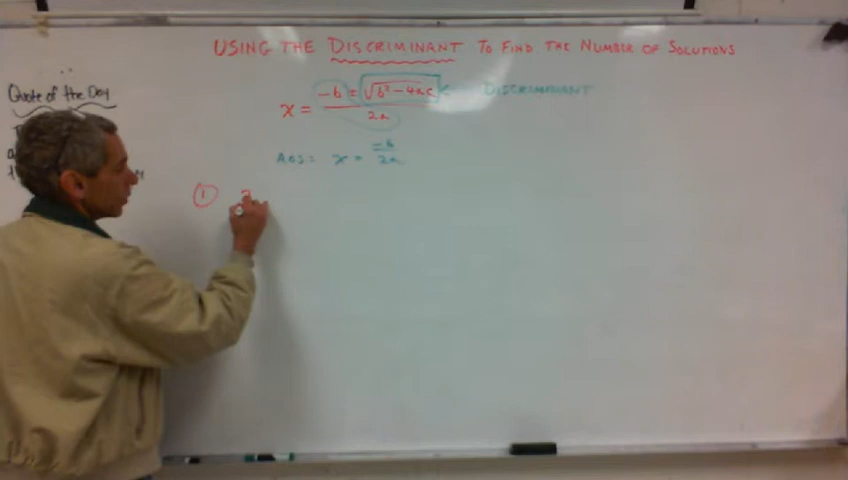 USING THE DISCRIMINANT TO FIND THE NUMBER OF SOLUTIONS
Quote of the Day
x = -b ± √b² - 4ac / 2a
DISCRIMINANT
AOS: x = -b / 2a
①